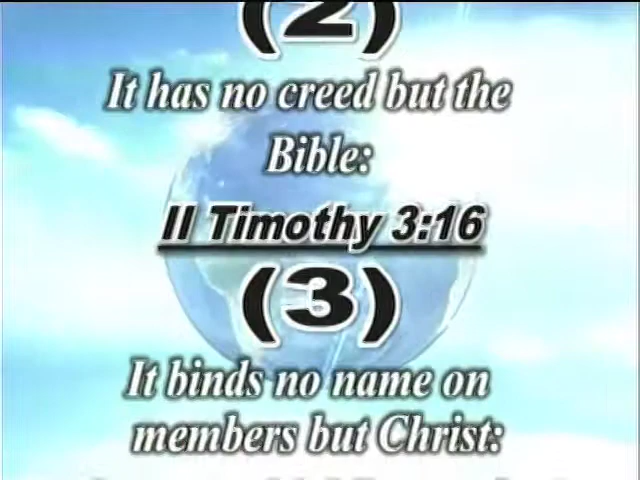 (2)
It has no creed but the
Bible:
II Timothy 3:16
(3)
It binds no name on
members but Christ: